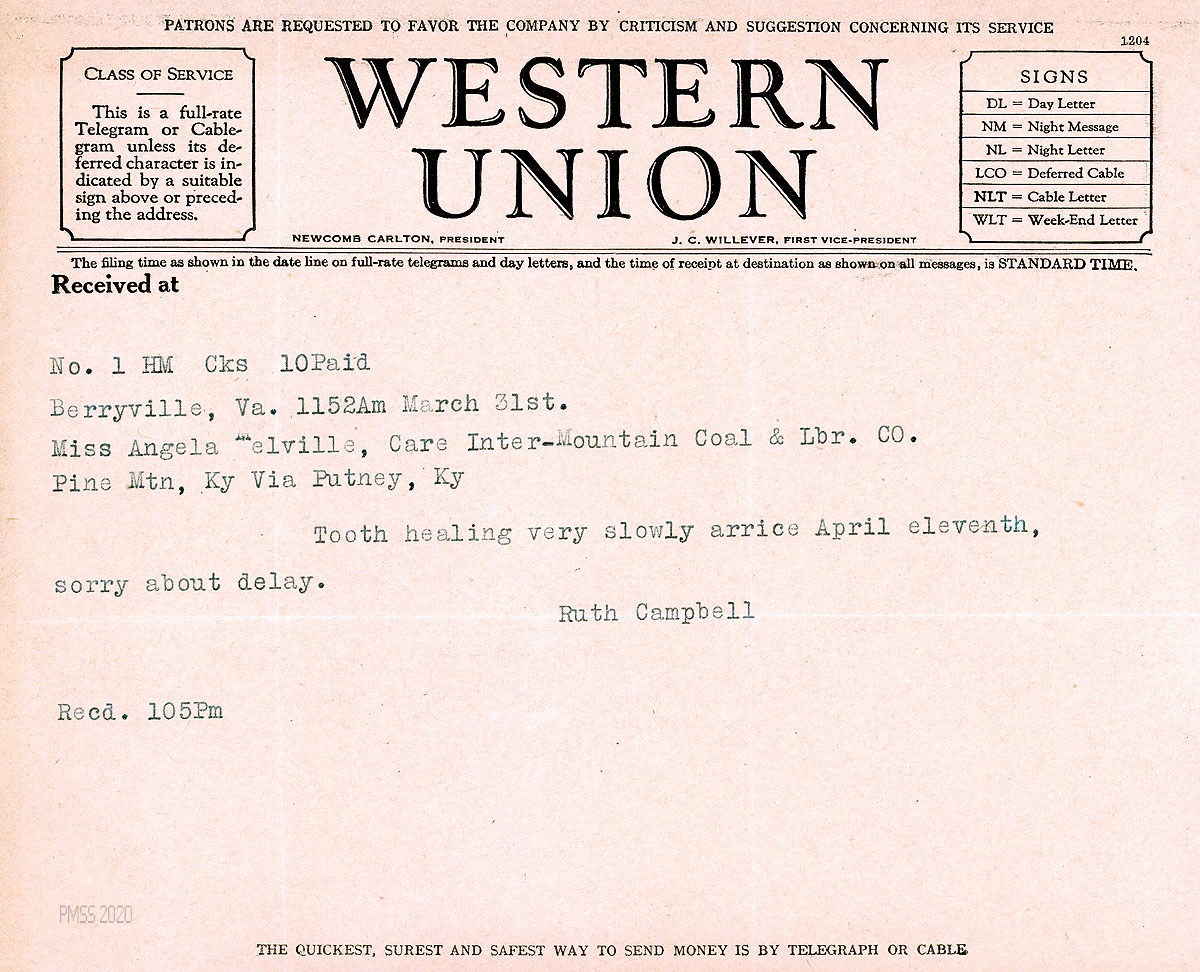 PATRONS ARE REQUESTED TO FAVOR THE COMPANY BY CRITICISM AND SUGGESTION CONCERNING ITS SERVICE
1204
CLASS OF SERVICE
This is a full-rate
Telegram or Cable-
gram unless its de-
ferred character is in-
dicated by a suitable
sign above or preced-
ing the address.
WESTERN
UNION
NEWCOMB CARLTON, PRESIDENT
J. C. WILLEVER, FIRST VICE-PRESIDENT
SIGNS
DL = Day Letter
NM = Night Message
NL = Night Letter
LCO = Deferred Cable
NLT = Cable Letter
WLT = Week-End Letter
The filing time as shown in the date line on full-rate telegrams and day letters, and the time of receipt at destination as shown on all messages, is STANDARD TIME.
Received at
No. 1 HM Cks 10Paid
Berryville, Va. 1152Am March 31st.
Miss Angela Melville, Care Inter-Mountain Coal & Lbr. CO.
Pine Mtn, Ky Via Putney, Ky
Tooth healing very slowly arrice April eleventh,
sorry about delay.
Ruth Campbell
Recd. 105Pm
PMSS 2020
THE QUICKEST, SUREST AND SAFEST WAY TO SEND MONEY IS BY TELEGRAPH OR CABLE